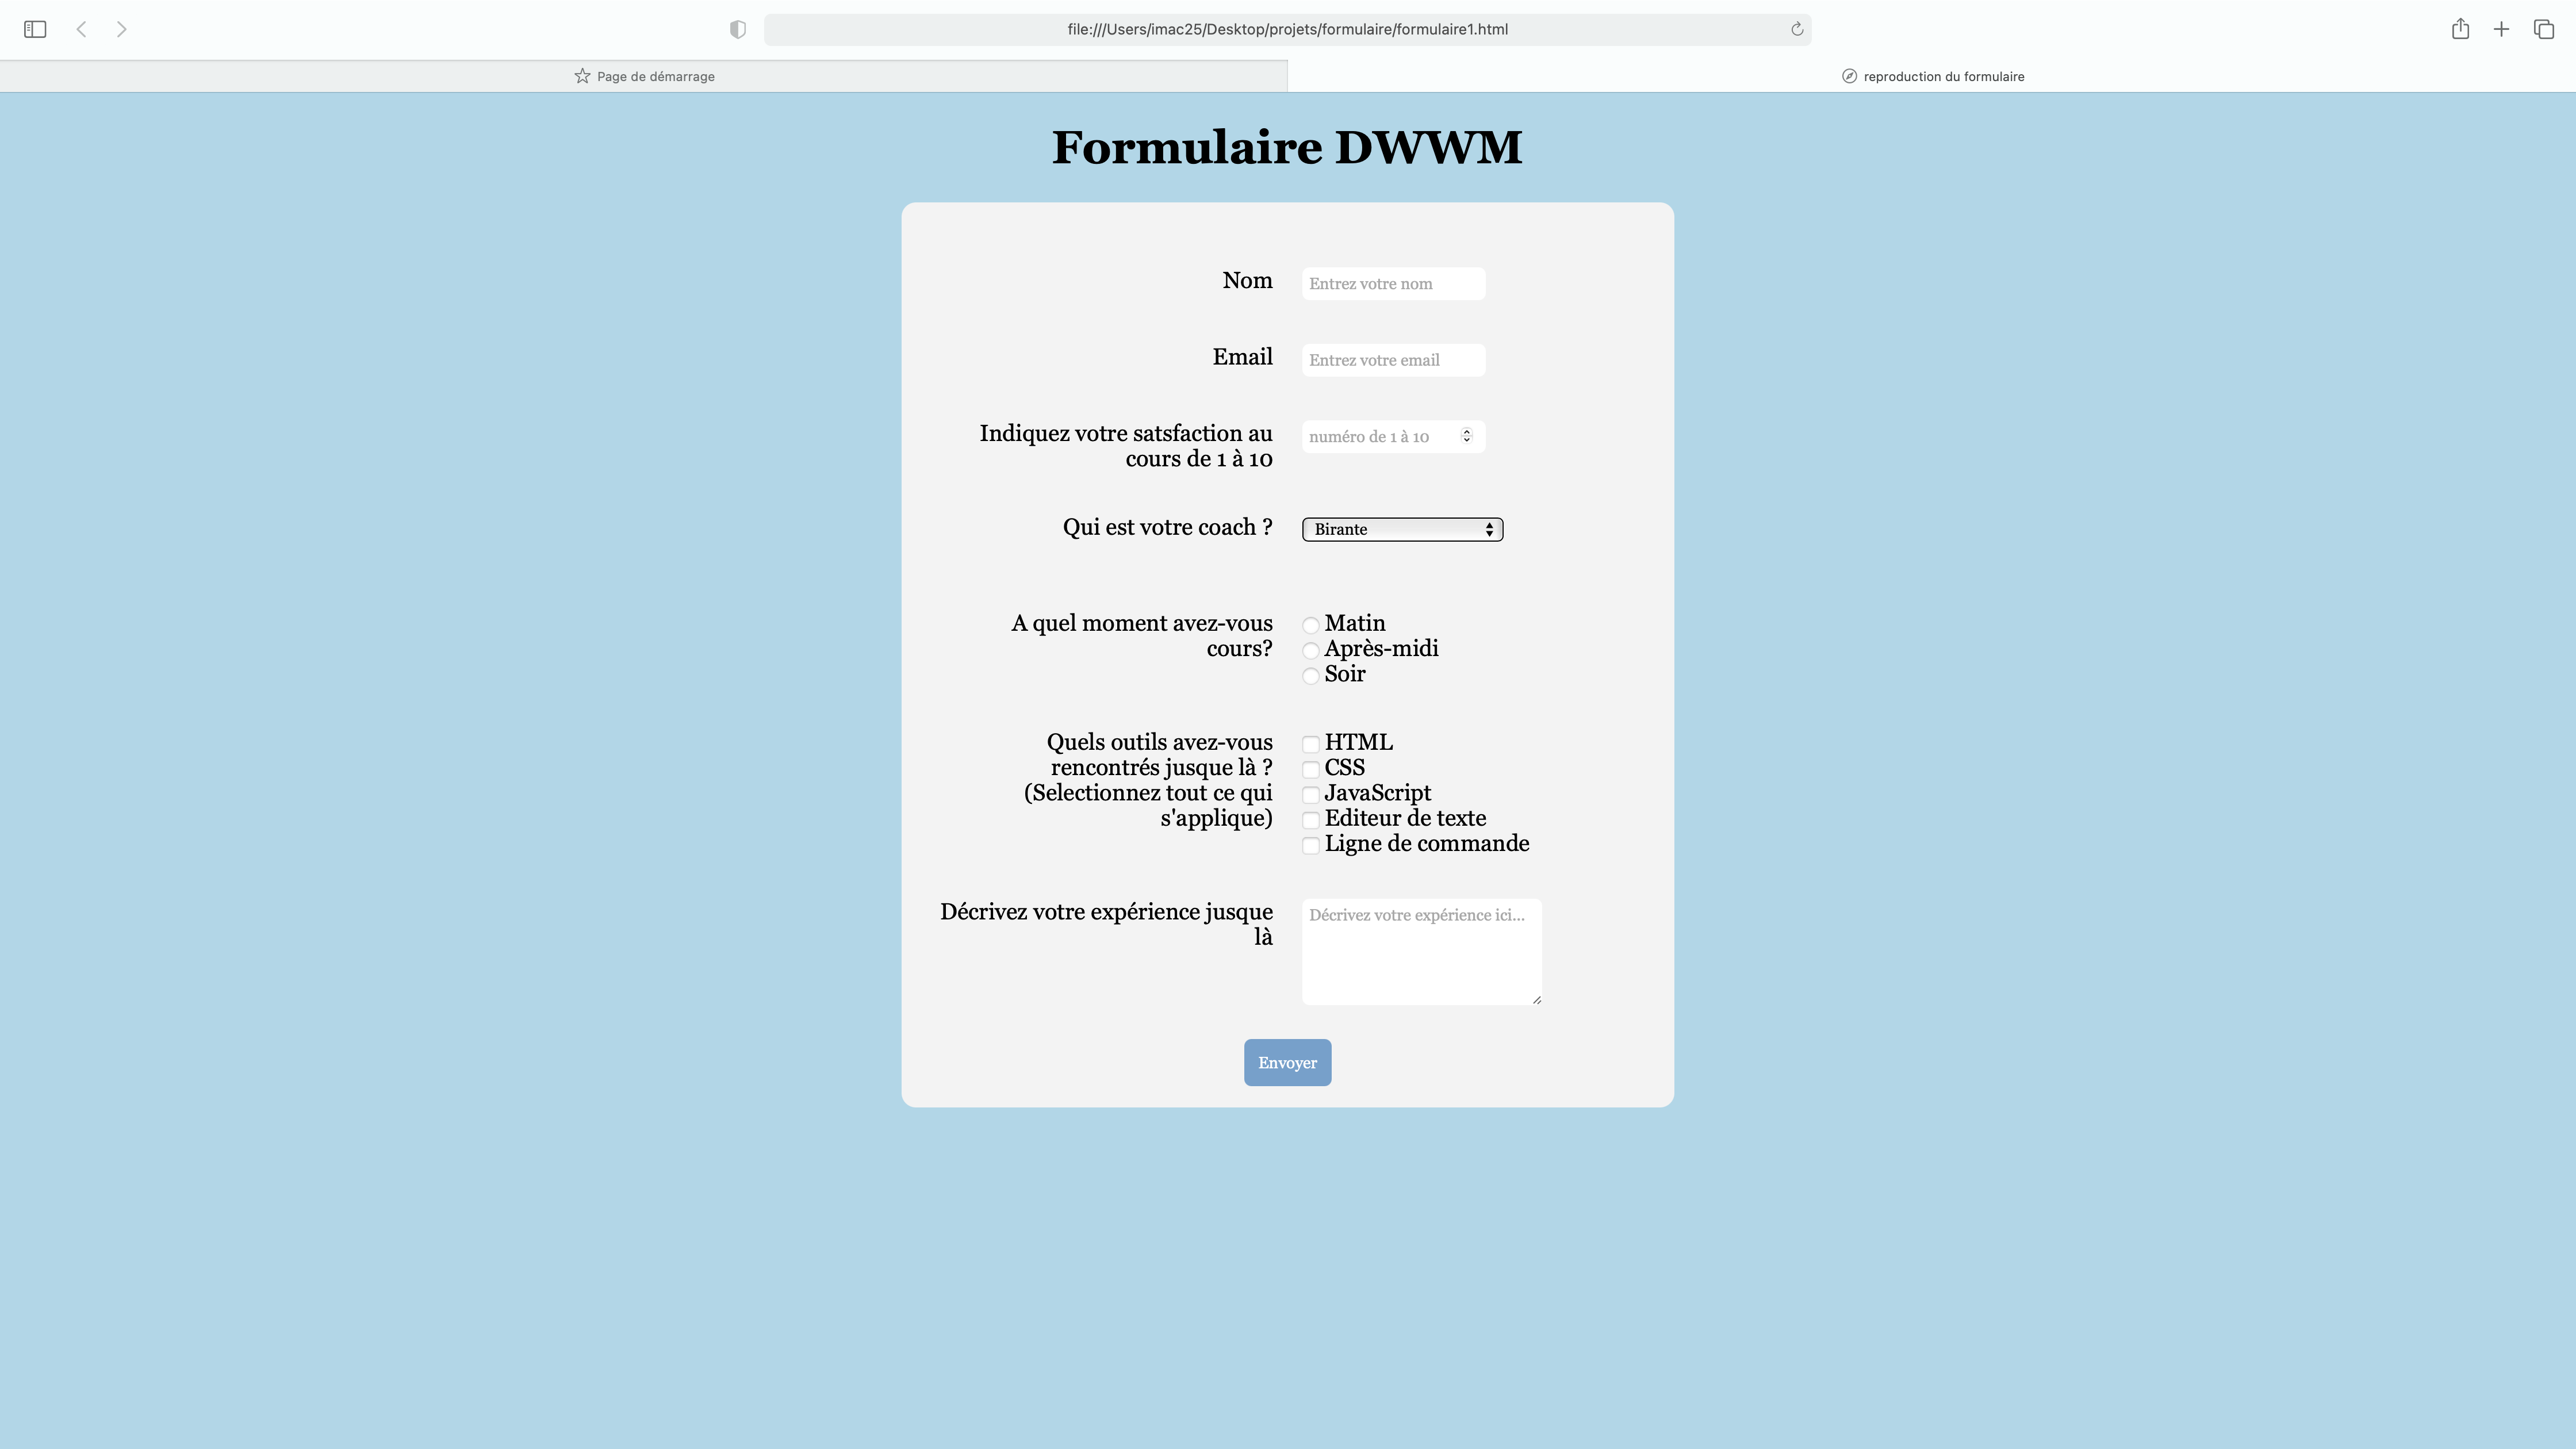 file:///Users/imac25/Desktop/projets/formulaire/formulaire1.html
Page de démarrage
reproduction du formulaire
Formulaire DWWM
Nom
Entrez votre nom
Email
Entrez votre email
Indiquez votre satsfaction au
cours de 1 à 10
numéro de 1 à 10
Qui est votre coach ?
Birante
A quel moment avez-vous
cours?
Matin
Après-midi
Soir
Quels outils avez-vous
rencontrés jusque là ?
(Selectionnez tout ce qui
s'applique)
HTML
CSS
JavaScript
Editeur de texte
Ligne de commande
Décrivez votre expérience jusque
là
Décrivez votre expérience ici...
Envoyer